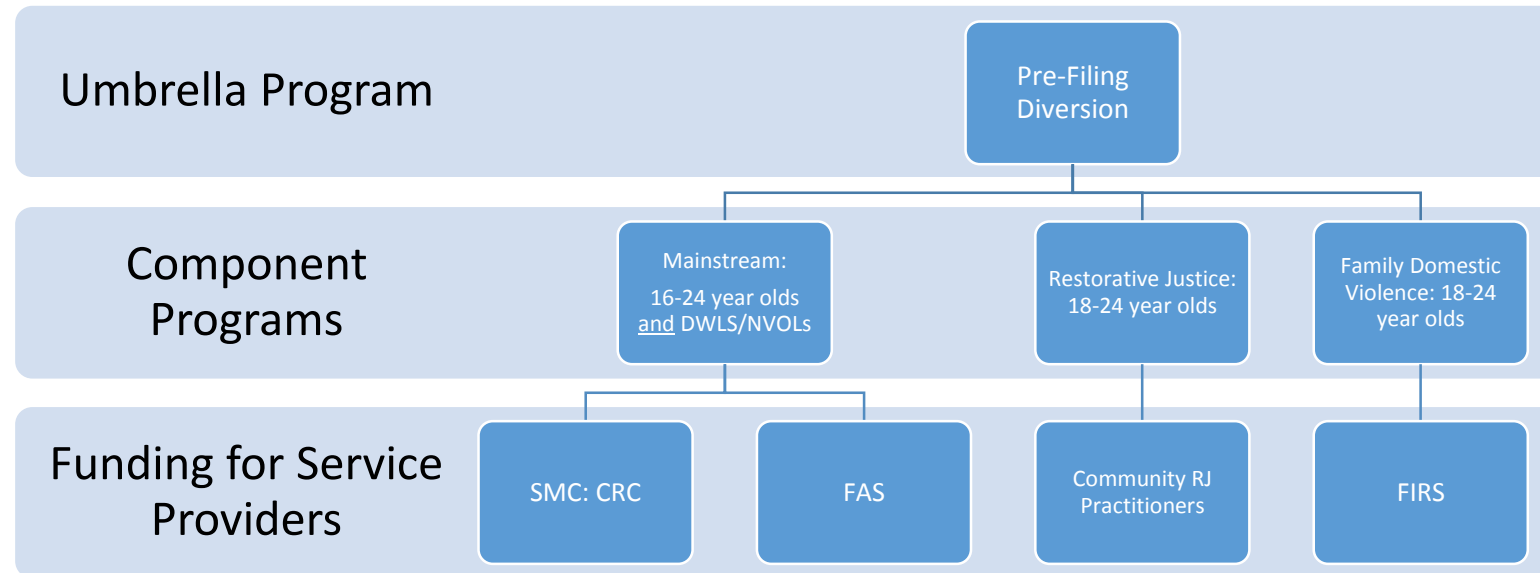 Umbrella Program
Pre-Filing
Diversion
Component
Programs
Mainstream:
16-24 year olds
and DWLS/NVOLs
Restorative Justice:
18-24 year olds
Family Domestic
Violence: 18-24
year olds
Funding for Service
Providers
SMC: CRC
FAS
Community RJ
Practitioners
FIRS